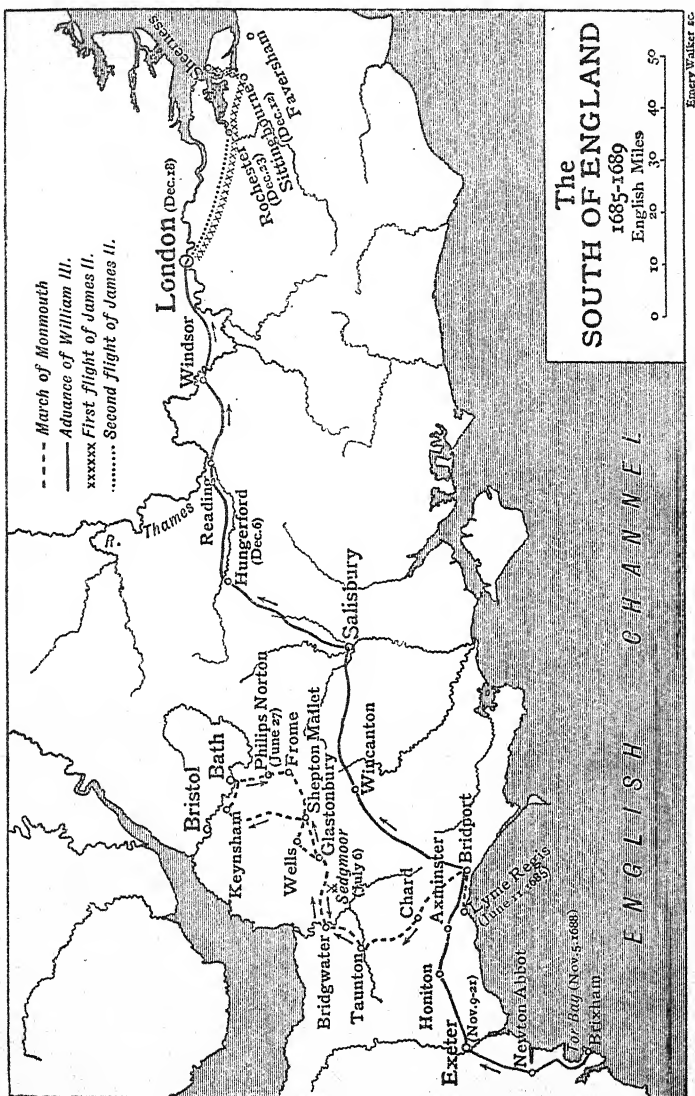 The
SOUTH OF ENGLAND
1685-1689
English Miles
0 10 20 30 40 50
Emery Walker sc.
March of Monmouth
Advance of William III.
xxxxxx First flight of James II.
Second flight of James II.
London (Dec.18)
Sheerness
Faversham
Sittingbourne
(Dec.12)
Rochester
(Dec.23)
Windsor
Reading
R. Thames
Hungerford
(Dec.6)
Salisbury
Wincanton
Bristol
Bath
Keynsham
Philips Norton
(June 27)
Frome
Shepton Mallet
Wells
Glastonbury
Sedgmoor
(July 6)
Bridgwater
Taunton
Chard
Axminster
Bridport
Lyme Regis
(June 11, 1685)
Honiton
Exeter
(Nov.9-21)
Newton Abbot
Tor Bay (Nov.5,1688)
Brixham
ENGLISH CHANNEL